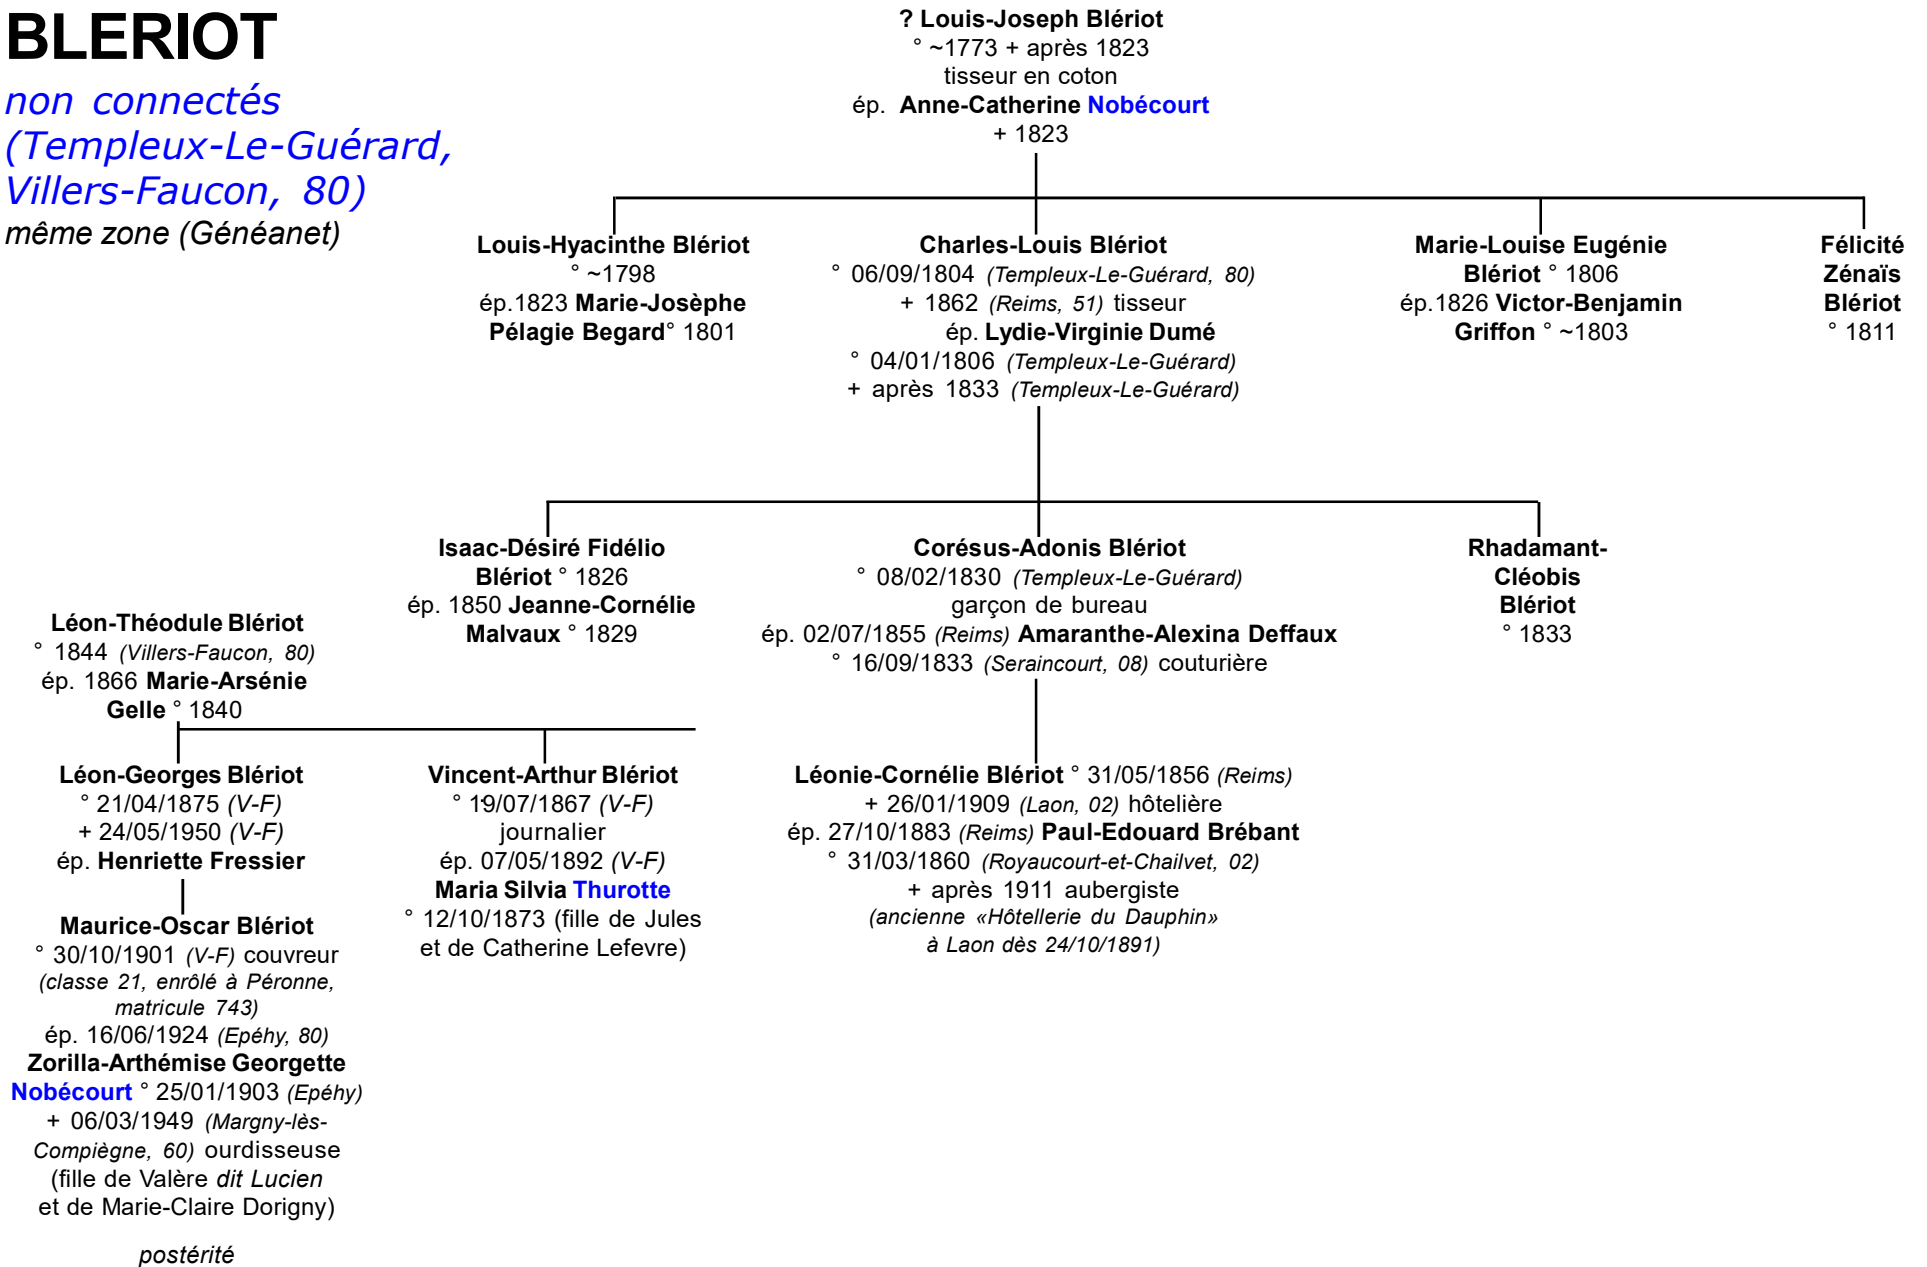 BLERIOT
non connectés
(Templeux-Le-Guérard,
Villers-Faucon, 80)
même zone (Généanet)
? Louis-Joseph Blériot
° ~1773 + après 1823
tisseur en coton
ép. Anne-Catherine Nobécourt
+ 1823
Louis-Hyacinthe Blériot
° ~1798
ép.1823 Marie-Josèphe
Pélagie Begard° 1801
Charles-Louis Blériot
° 06/09/1804 (Templeux-Le-Guérard, 80)
+ 1862 (Reims, 51) tisseur
ép. Lydie-Virginie Dumé
° 04/01/1806 (Templeux-Le-Guérard)
+ après 1833 (Templeux-Le-Guérard)
Marie-Louise Eugénie
Blériot ° 1806
ép.1826 Victor-Benjamin
Griffon ° ~1803
Félicité
Zénaïs
Blériot
° 1811
Isaac-Désiré Fidélio
Blériot ° 1826
ép. 1850 Jeanne-Cornélie
Malvaux ° 1829
Corésus-Adonis Blériot
° 08/02/1830 (Templeux-Le-Guérard)
garçon de bureau
ép. 02/07/1855 (Reims) Amaranthe-Alexina Deffaux
° 16/09/1833 (Seraincourt, 08) couturière
Rhadamant-
Cléobis
Blériot
° 1833
Léon-Théodule Blériot
° 1844 (Villers-Faucon, 80)
ép. 1866 Marie-Arsénie
Gelle ° 1840
Léon-Georges Blériot
° 21/04/1875 (V-F)
+ 24/05/1950 (V-F)
ép. Henriette Fressier
Vincent-Arthur Blériot
° 19/07/1867 (V-F)
journalier
ép. 07/05/1892 (V-F)
Maria Silvia Thurotte
° 12/10/1873 (fille de Jules
et de Catherine Lefevre)
Léonie-Cornélie Blériot ° 31/05/1856 (Reims)
+ 26/01/1909 (Laon, 02) hôtelière
ép. 27/10/1883 (Reims) Paul-Edouard Brébant
° 31/03/1860 (Royaucourt-et-Chailvet, 02)
+ après 1911 aubergiste
(ancienne «Hôtellerie du Dauphin»
à Laon dès 24/10/1891)
Maurice-Oscar Blériot
° 30/10/1901 (V-F) couvreur
(classe 21, enrôlé à Péronne,
matricule 743)
ép. 16/06/1924 (Epéhy, 80)
Zorilla-Arthémise Georgette
Nobécourt ° 25/01/1903 (Epéhy)
+ 06/03/1949 (Margny-lès-
Compiègne, 60) ourdisseuse
(fille de Valère dit Lucien
et de Marie-Claire Dorigny)
postérité